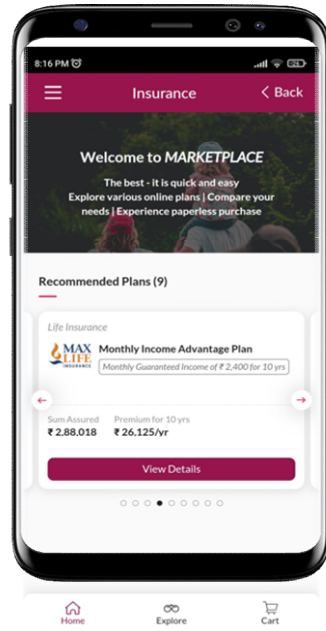 8:16 PM
Insurance
Back
Welcome to MARKETPLACE
The best - it is quick and easy
Explore various online plans | Compare your
needs | Experience paperless purchase
Recommended Plans (9)
Life Insurance
MAX
LIFE
INSURANCE
Monthly Income Advantage Plan
Monthly Guaranteed Income of ₹ 2,400 for 10 yrs
Sum Assured
Premium for 10 yrs
₹ 2,88,018
₹ 26,125/yr
View Details
Home
Explore
Cart